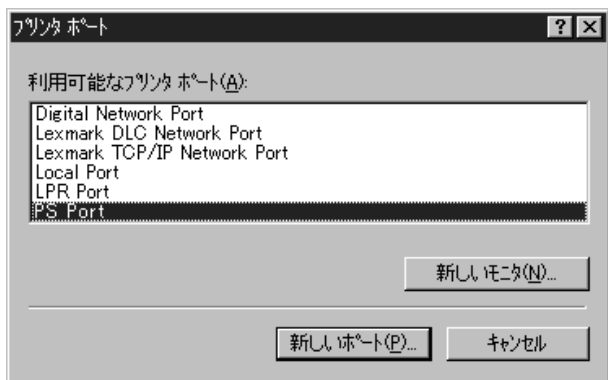 プリンタ ポート
利用可能なプリンタ ポート(A):
Digital Network Port
Lexmark DLC Network Port
Lexmark TCP/IP Network Port
Local Port
LPR Port
PS Port
新しいモニタ(N)...
新しいポート(P)...
キャンセル